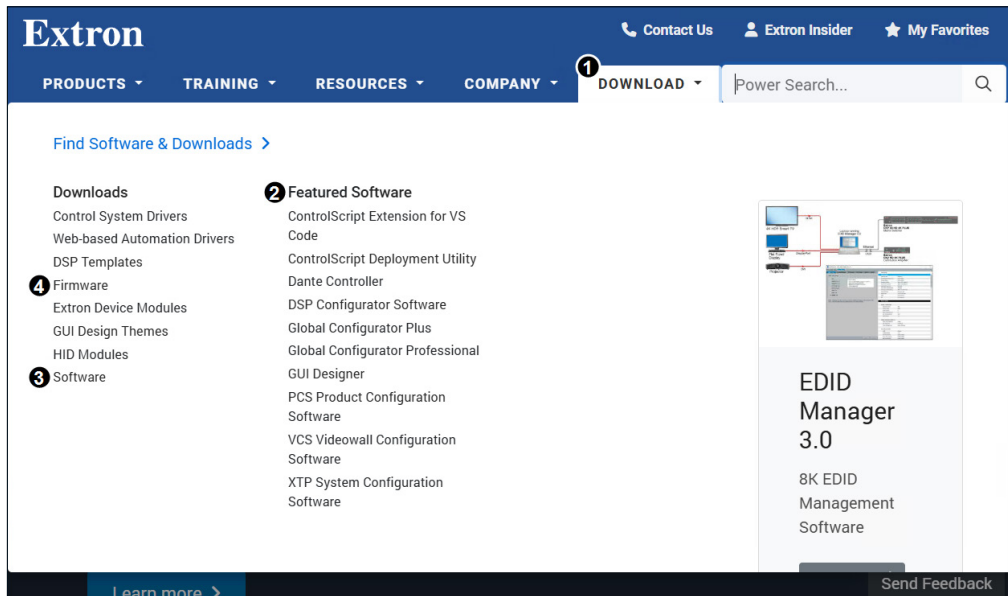 Extron
Contact Us
Extron Insider
My Favorites
1
PRODUCTS
TRAINING
RESOURCES
COMPANY
DOWNLOAD
Power Search...
Find Software & Downloads
Downloads
Control System Drivers
Web-based Automation Drivers
DSP Templates
4 Firmware
Extron Device Modules
GUI Design Themes
HID Modules
3 Software
2 Featured Software
ControlScript Extension for VS
Code
ControlScript Deployment Utility
Dante Controller
DSP Configurator Software
Global Configurator Plus
Global Configurator Professional
GUI Designer
PCS Product Configuration
Software
VCS Videowall Configuration
Software
XTP System Configuration
Software
EDID
Manager
3.0
8K EDID
Management
Software
Learn more
Send Feedback